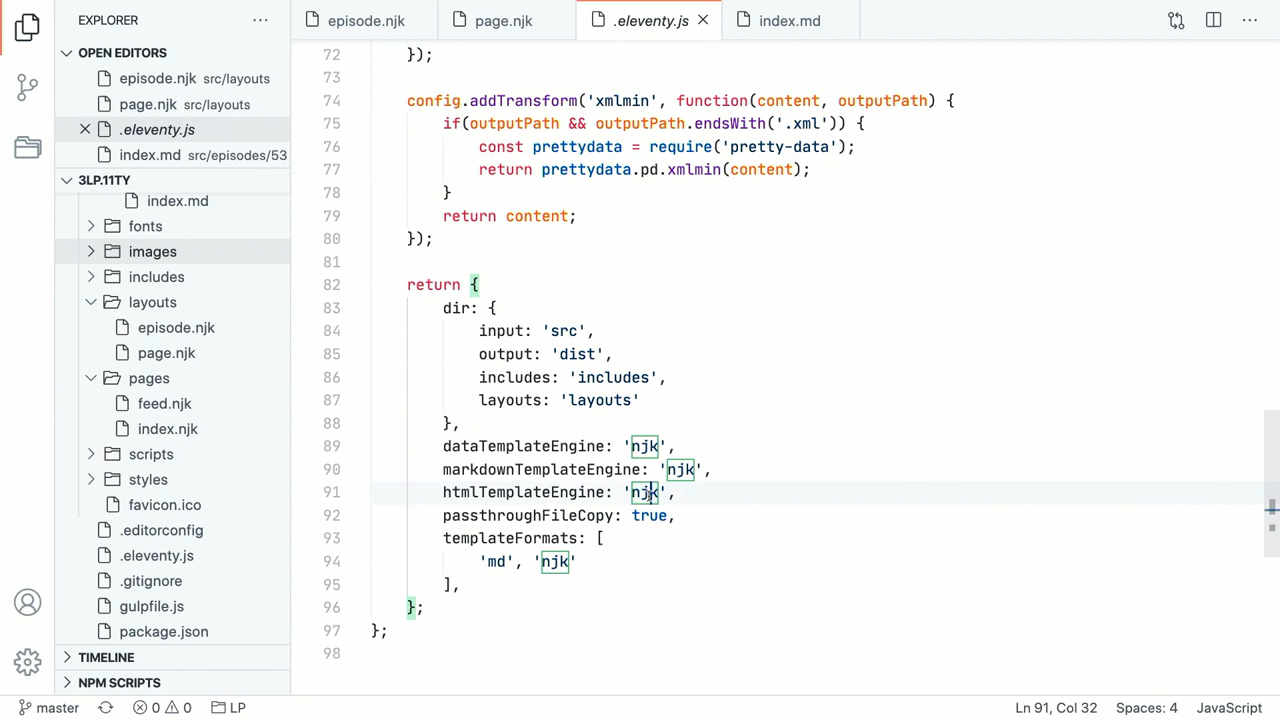 EXPLORER
OPEN EDITORS
episode.njk src/layouts
page.njk src/layouts
.eleventy.js
index.md src/episodes/53
3LP.11TY
index.md
fonts
images
includes
layouts
episode.njk
page.njk
pages
feed.njk
index.njk
scripts
styles
favicon.ico
.editorconfig
.eleventy.js
.gitignore
gulpfile.js
package.json
TIMELINE
NPM SCRIPTS
episode.njk page.njk .eleventy.js index.md
72 });
73
74 config.addTransform('xmlmin', function(content, outputPath) {
75 if(outputPath && outputPath.endsWith('.xml')) {
76 const prettydata = require('pretty-data');
77 return prettydata.pd.xmlmin(content);
78 }
79 return content;
80 });
81
82 return {
83 dir: {
84 input: 'src',
85 output: 'dist',
86 includes: 'includes',
87 layouts: 'layouts'
88 },
89 dataTemplateEngine: 'njk',
90 markdownTemplateEngine: 'njk',
91 htmlTemplateEngine: 'njk',
92 passthroughFileCopy: true,
93 templateFormats: [
94 'md', 'njk'
95 ],
96 };
97 };
98
master 0 0 LP Ln 91, Col 32 Spaces: 4 JavaScript